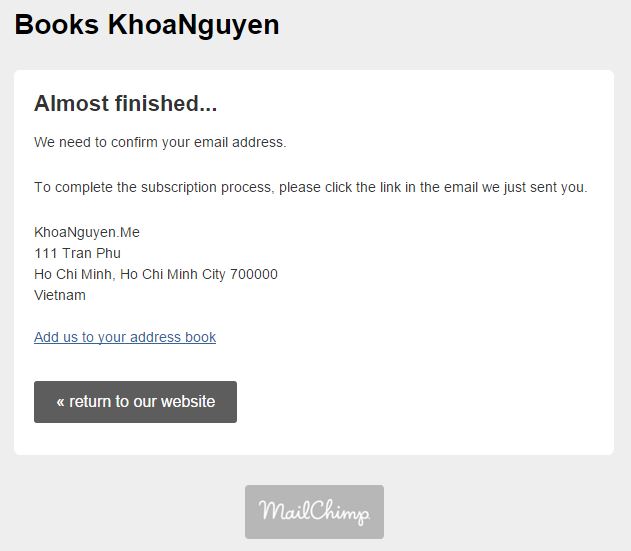 Books KhoaNguyen
Almost finished...
We need to confirm your email address.
To complete the subscription process, please click the link in the email we just sent you.
KhoaNguyen.Me
111 Tran Phu
Ho Chi Minh, Ho Chi Minh City 700000
Vietnam
Add us to your address book
« return to our website
MailChimp